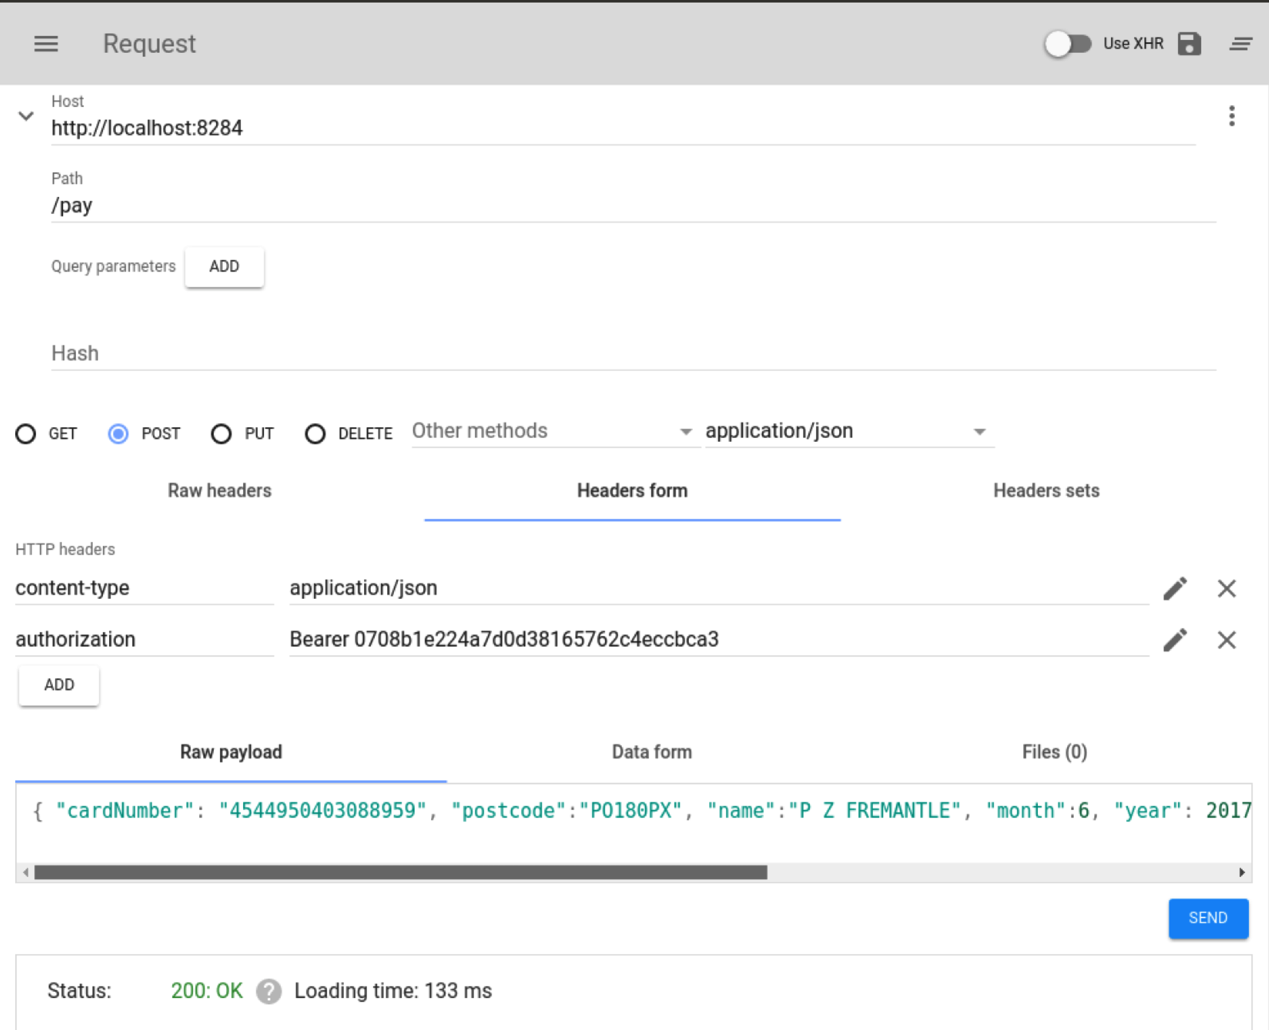 Request
Use XHR
Host
http://localhost:8284
Path
/pay
Query parameters ADD
Hash
GET POST PUT DELETE Other methods application/json
Raw headers Headers form Headers sets
HTTP headers
content-type application/json
authorization Bearer 0708b1e224a7d0d38165762c4eccbca3
ADD
Raw payload Data form Files (0)
{ "cardNumber": "4544950403088959", "postcode":"PO180PX", "name":"P Z FREMANTLE", "month":6, "year": 2017
SEND
Status: 200: OK ? Loading time: 133 ms